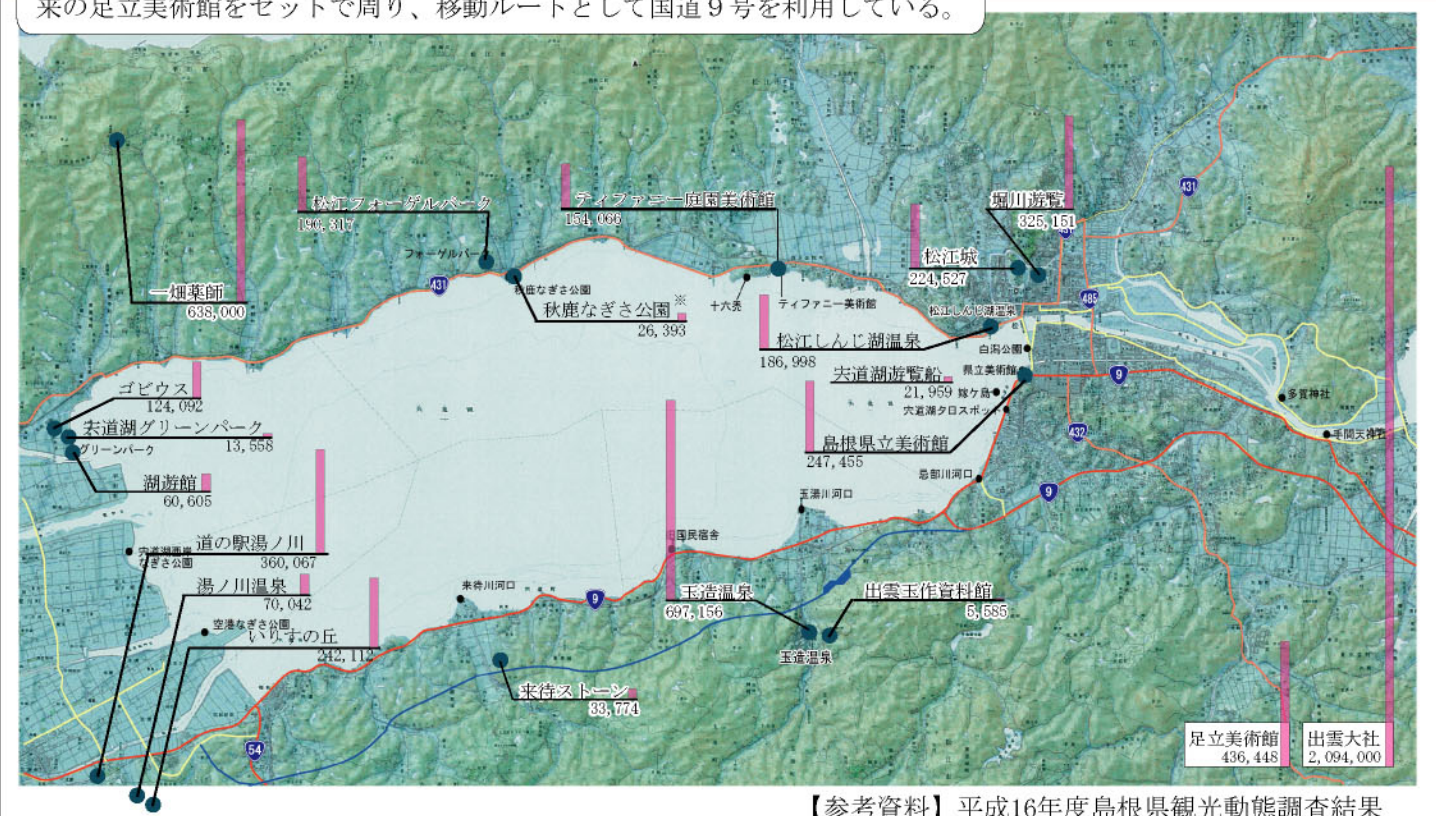 来の足立美術館をセットで周り、移動ルートとして国道９号を利用している。
431
松江フォーゲルパーク
190,317
ティファニー庭園美術館
154,066
堀川遊覧
325,151
431
フォーゲルパーク
松江城
224,527
一畑薬師
638,000
431
秋鹿なぎさ公園
秋鹿なぎさ公園※
26,393
十六禿
ティファニー美術館
松江しんじ湖温泉
485
松江しんじ湖温泉
186,998
白潟公園
県立美術館
9
宍道湖遊覧船
21,959
嫁ケ島
宍道湖夕日スポット
多賀神社
ゴビウス
124,092
宍道湖グリーンパーク
13,558
グリーンパーク
島根県立美術館
247,455
432
手間天神社
湖遊館
60,605
忌部川河口
9
玉湯川河口
道の駅湯ノ川
360,067
宍道湖西岸
なぎさ公園
旧国民宿舎
湯ノ川温泉
70,042
来待川河口
9
玉造温泉
697,156
出雲玉作資料館
5,585
空港なぎさ公園
いりすの丘
242,112
玉造温泉
来待ストーン
33,774
54
足立美術館
436,448
出雲大社
2,094,000
【参考資料】平成16年度島根県観光動態調査結果